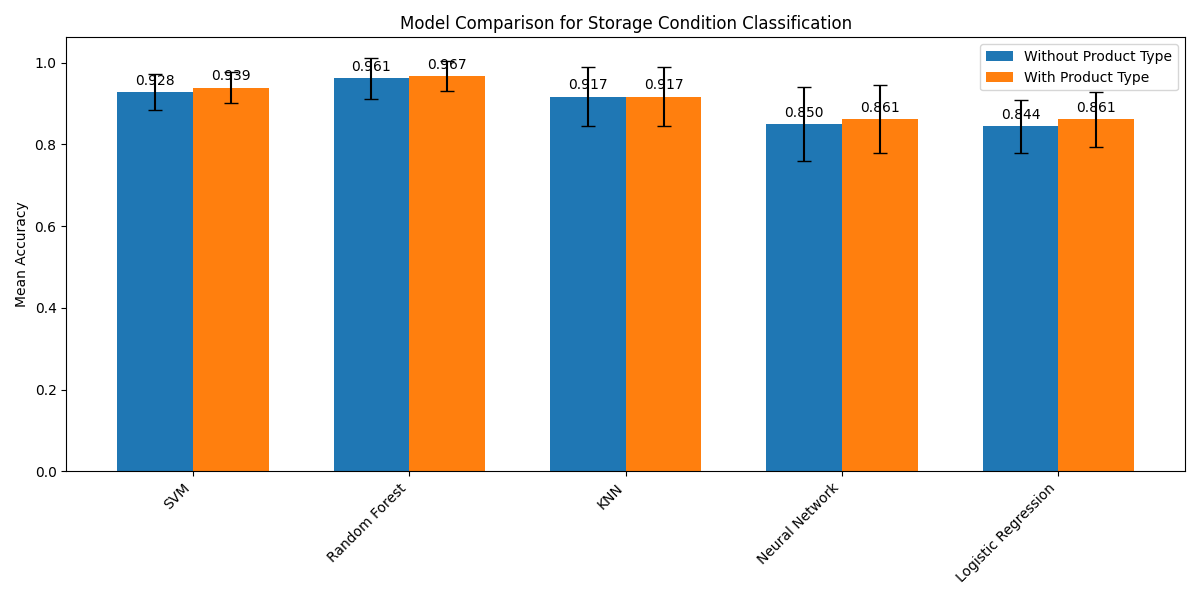 Model Comparison for Storage Condition Classification
Without Product Type
With Product Type
Mean Accuracy
1.0
0.8
0.6
0.4
0.2
0.0
0.928
0.939
0.961
0.967
0.917
0.917
0.850
0.861
0.844
0.861
SVM
Random Forest
KNN
Neural Network
Logistic Regression